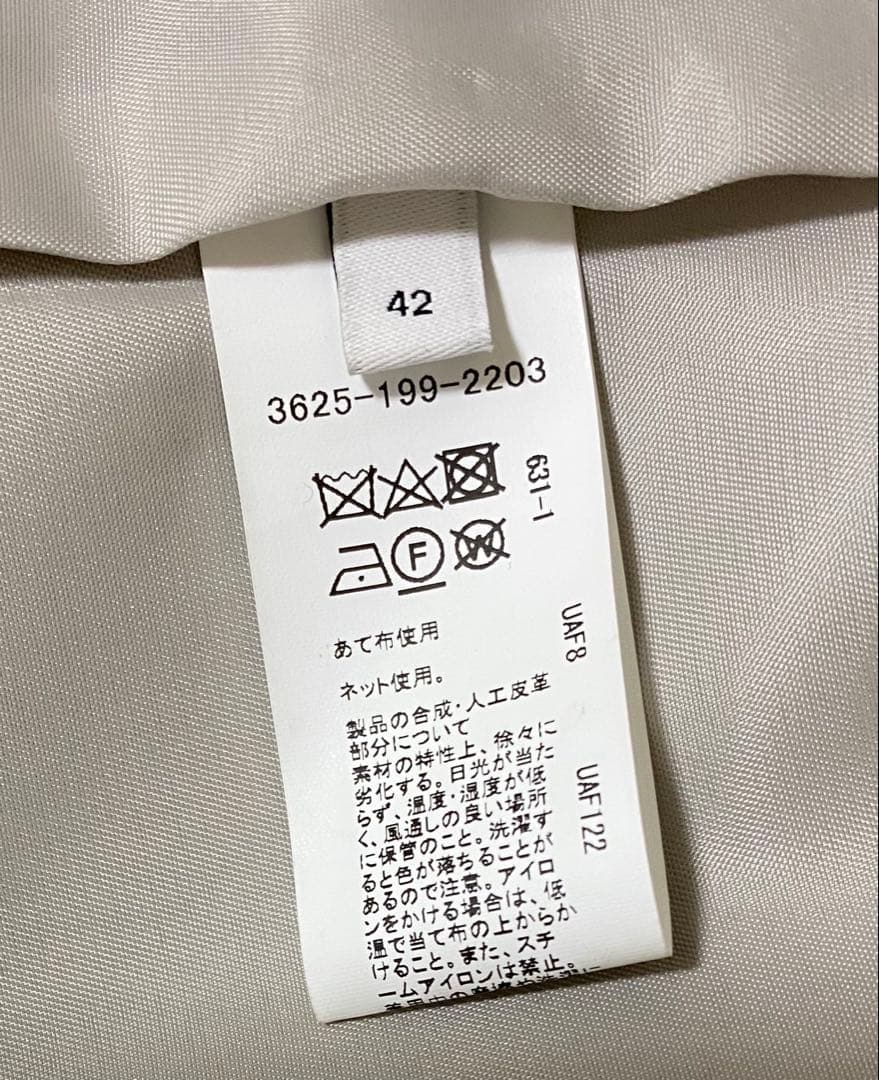 42
3625-199-2203
631-1
F
W
あて布使用
ネット使用。
UAF8
製品の合成・人工皮革
部分について
素材の特性上、徐々に
劣化する。日光が当た
らず、温度・湿度が低
く、風通しの良い場所
に保管のこと。洗濯す
ると色が落ちることが
あるので注意。アイロ
ンをかける場合は、低
温で当て布の上からか
けること。また、スチ
ームアイロンは禁止。
UAF122